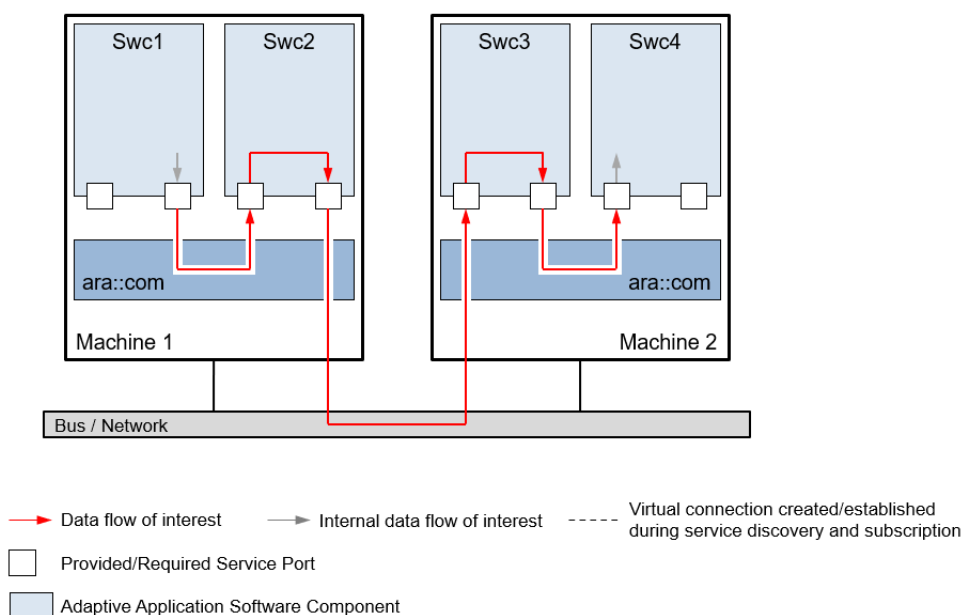 Swc1
Swc2
Swc3
Swc4
ara::com
ara::com
Machine 1
Machine 2
Bus / Network
Data flow of interest
Internal data flow of interest
Virtual connection created/established
during service discovery and subscription
Provided/Required Service Port
Adaptive Application Software Component